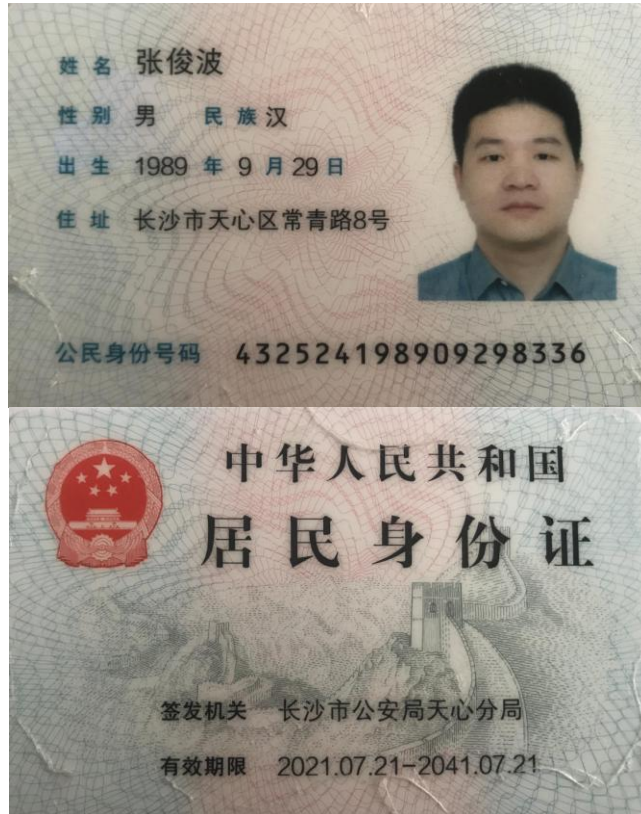 姓名 张俊波
性别 男 民族 汉
出生 1989 年 9 月 29 日
住址 长沙市天心区常青路8号
公民身份号码 432524198909298336
中华人民共和国
居民身份证
签发机关 长沙市公安局天心分局
有效期限 2021.07.21-2041.07.21